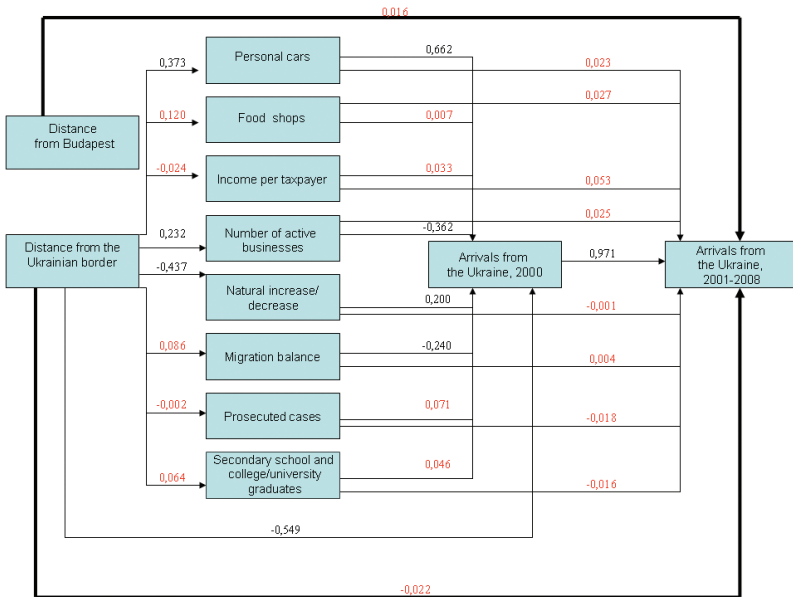 0,016
Personal cars
0,373
0,662
0,023
Food shops
0,120
0,007
0,027
Distance
from Budapest
Income per taxpayer
-0,024
0,033
0,053
Number of active
businesses
0,232
-0,362
0,025
Distance from the
Ukrainian border
-0,437
Arrivals from
the Ukraine, 2000
0,971
Arrivals from
the Ukraine,
2001-2008
Natural increase/
decrease
0,200
-0,001
0,086
Migration balance
-0,240
0,004
-0,002
Prosecuted cases
0,071
-0,018
0,064
Secondary school and
college/university
graduates
0,046
-0,016
-0,549
-0,022